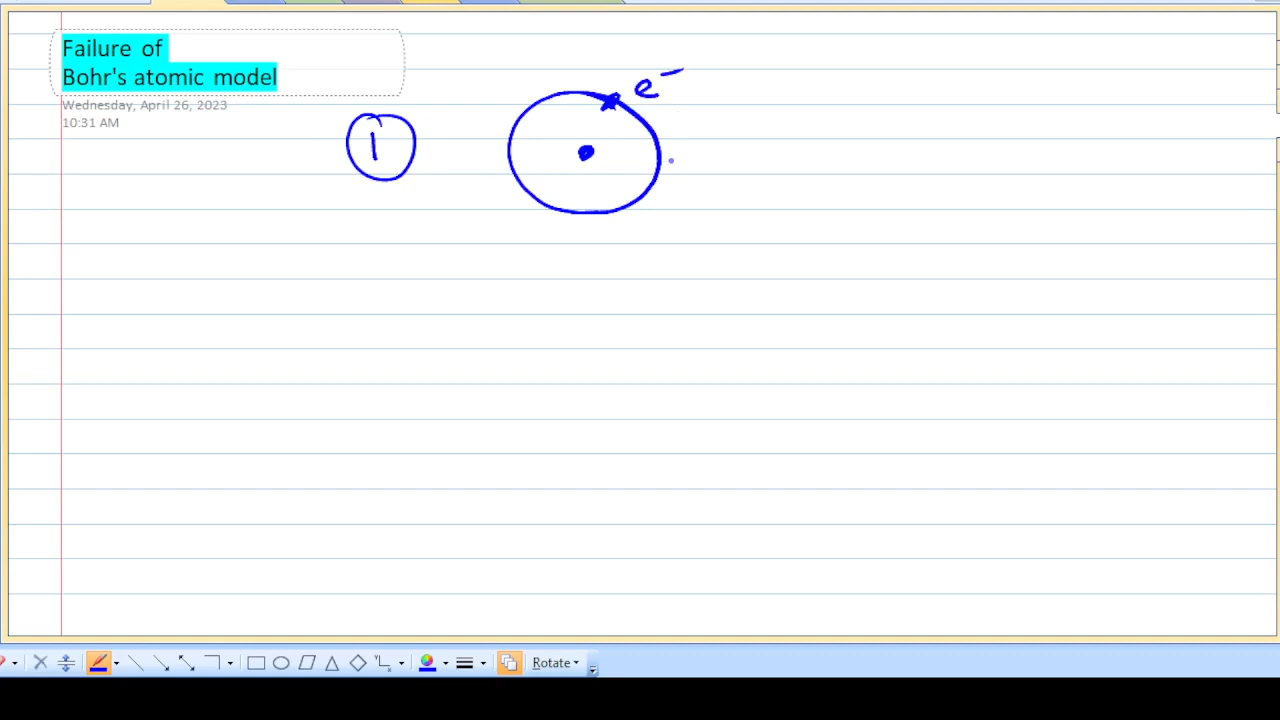 Failure of
Bohr's atomic model
Wednesday, April 26, 2023
10:31 AM
1
e⁻
Rotate